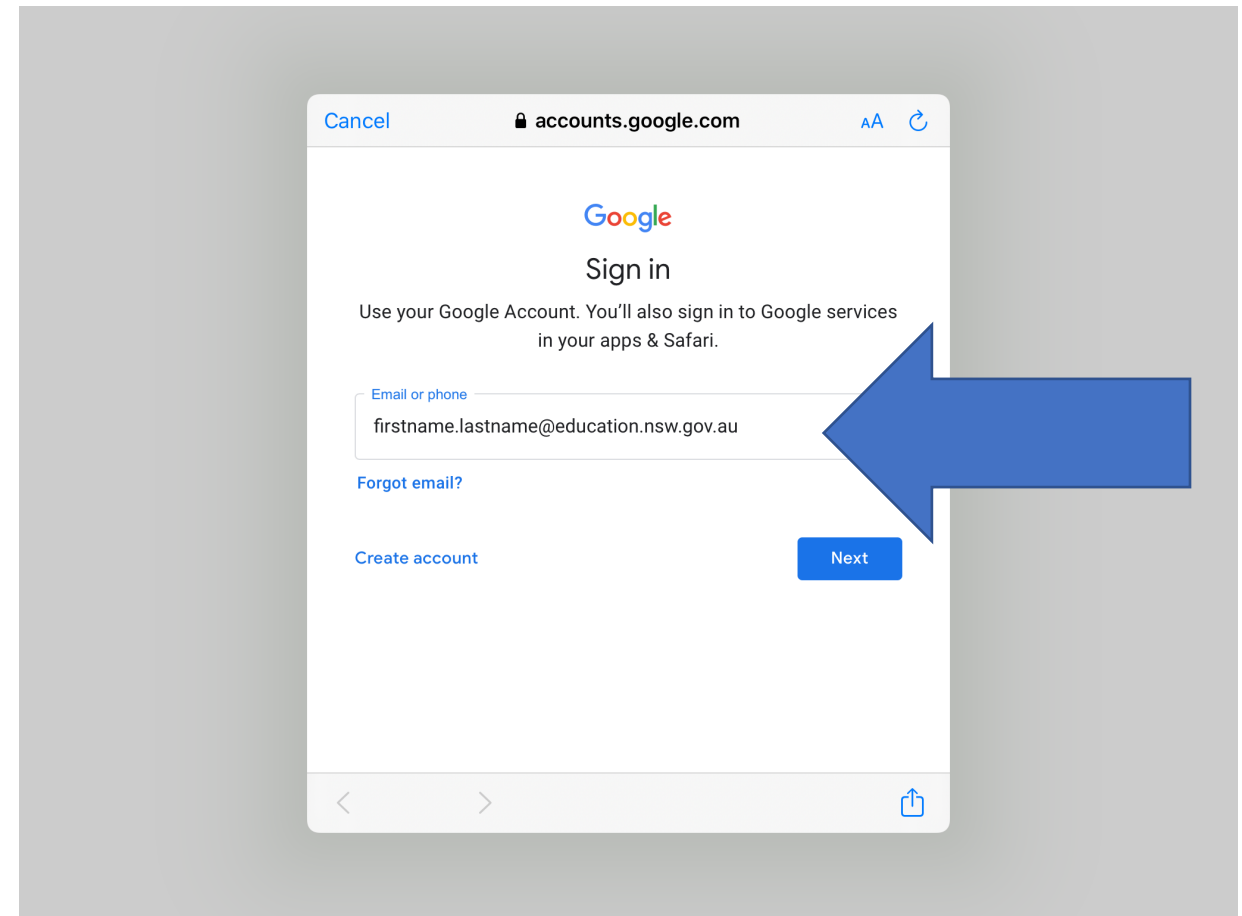 Cancel accounts.google.com AA
Google
Sign in
Use your Google Account. You’ll also sign in to Google services
in your apps & Safari.
Email or phone
firstname.lastname@education.nsw.gov.au
Forgot email?
Create account Next